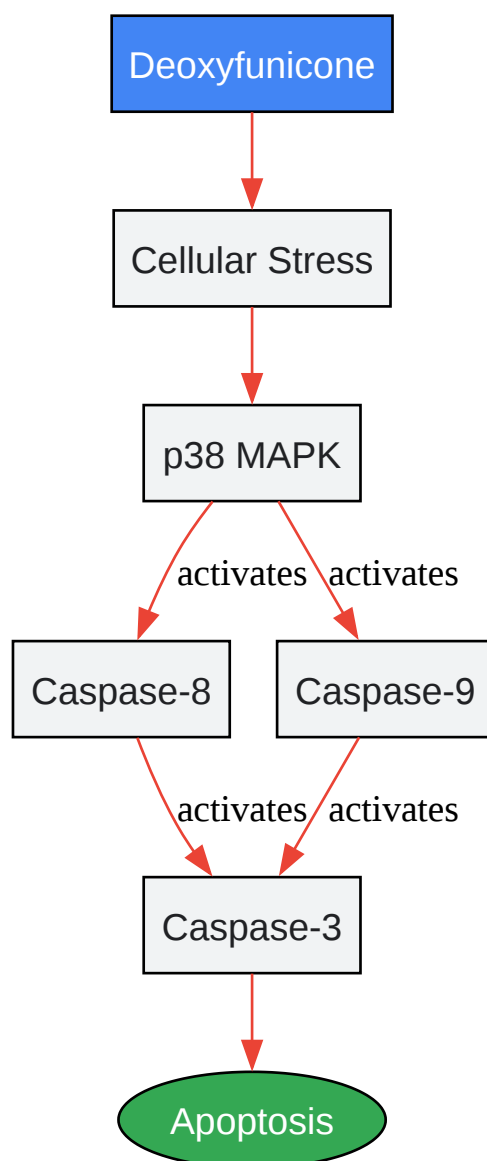 Deoxyfunicone
Cellular Stress
p38 MAPK
activates activates
Caspase-8 Caspase-9
activates activates
Caspase-3
Apoptosis